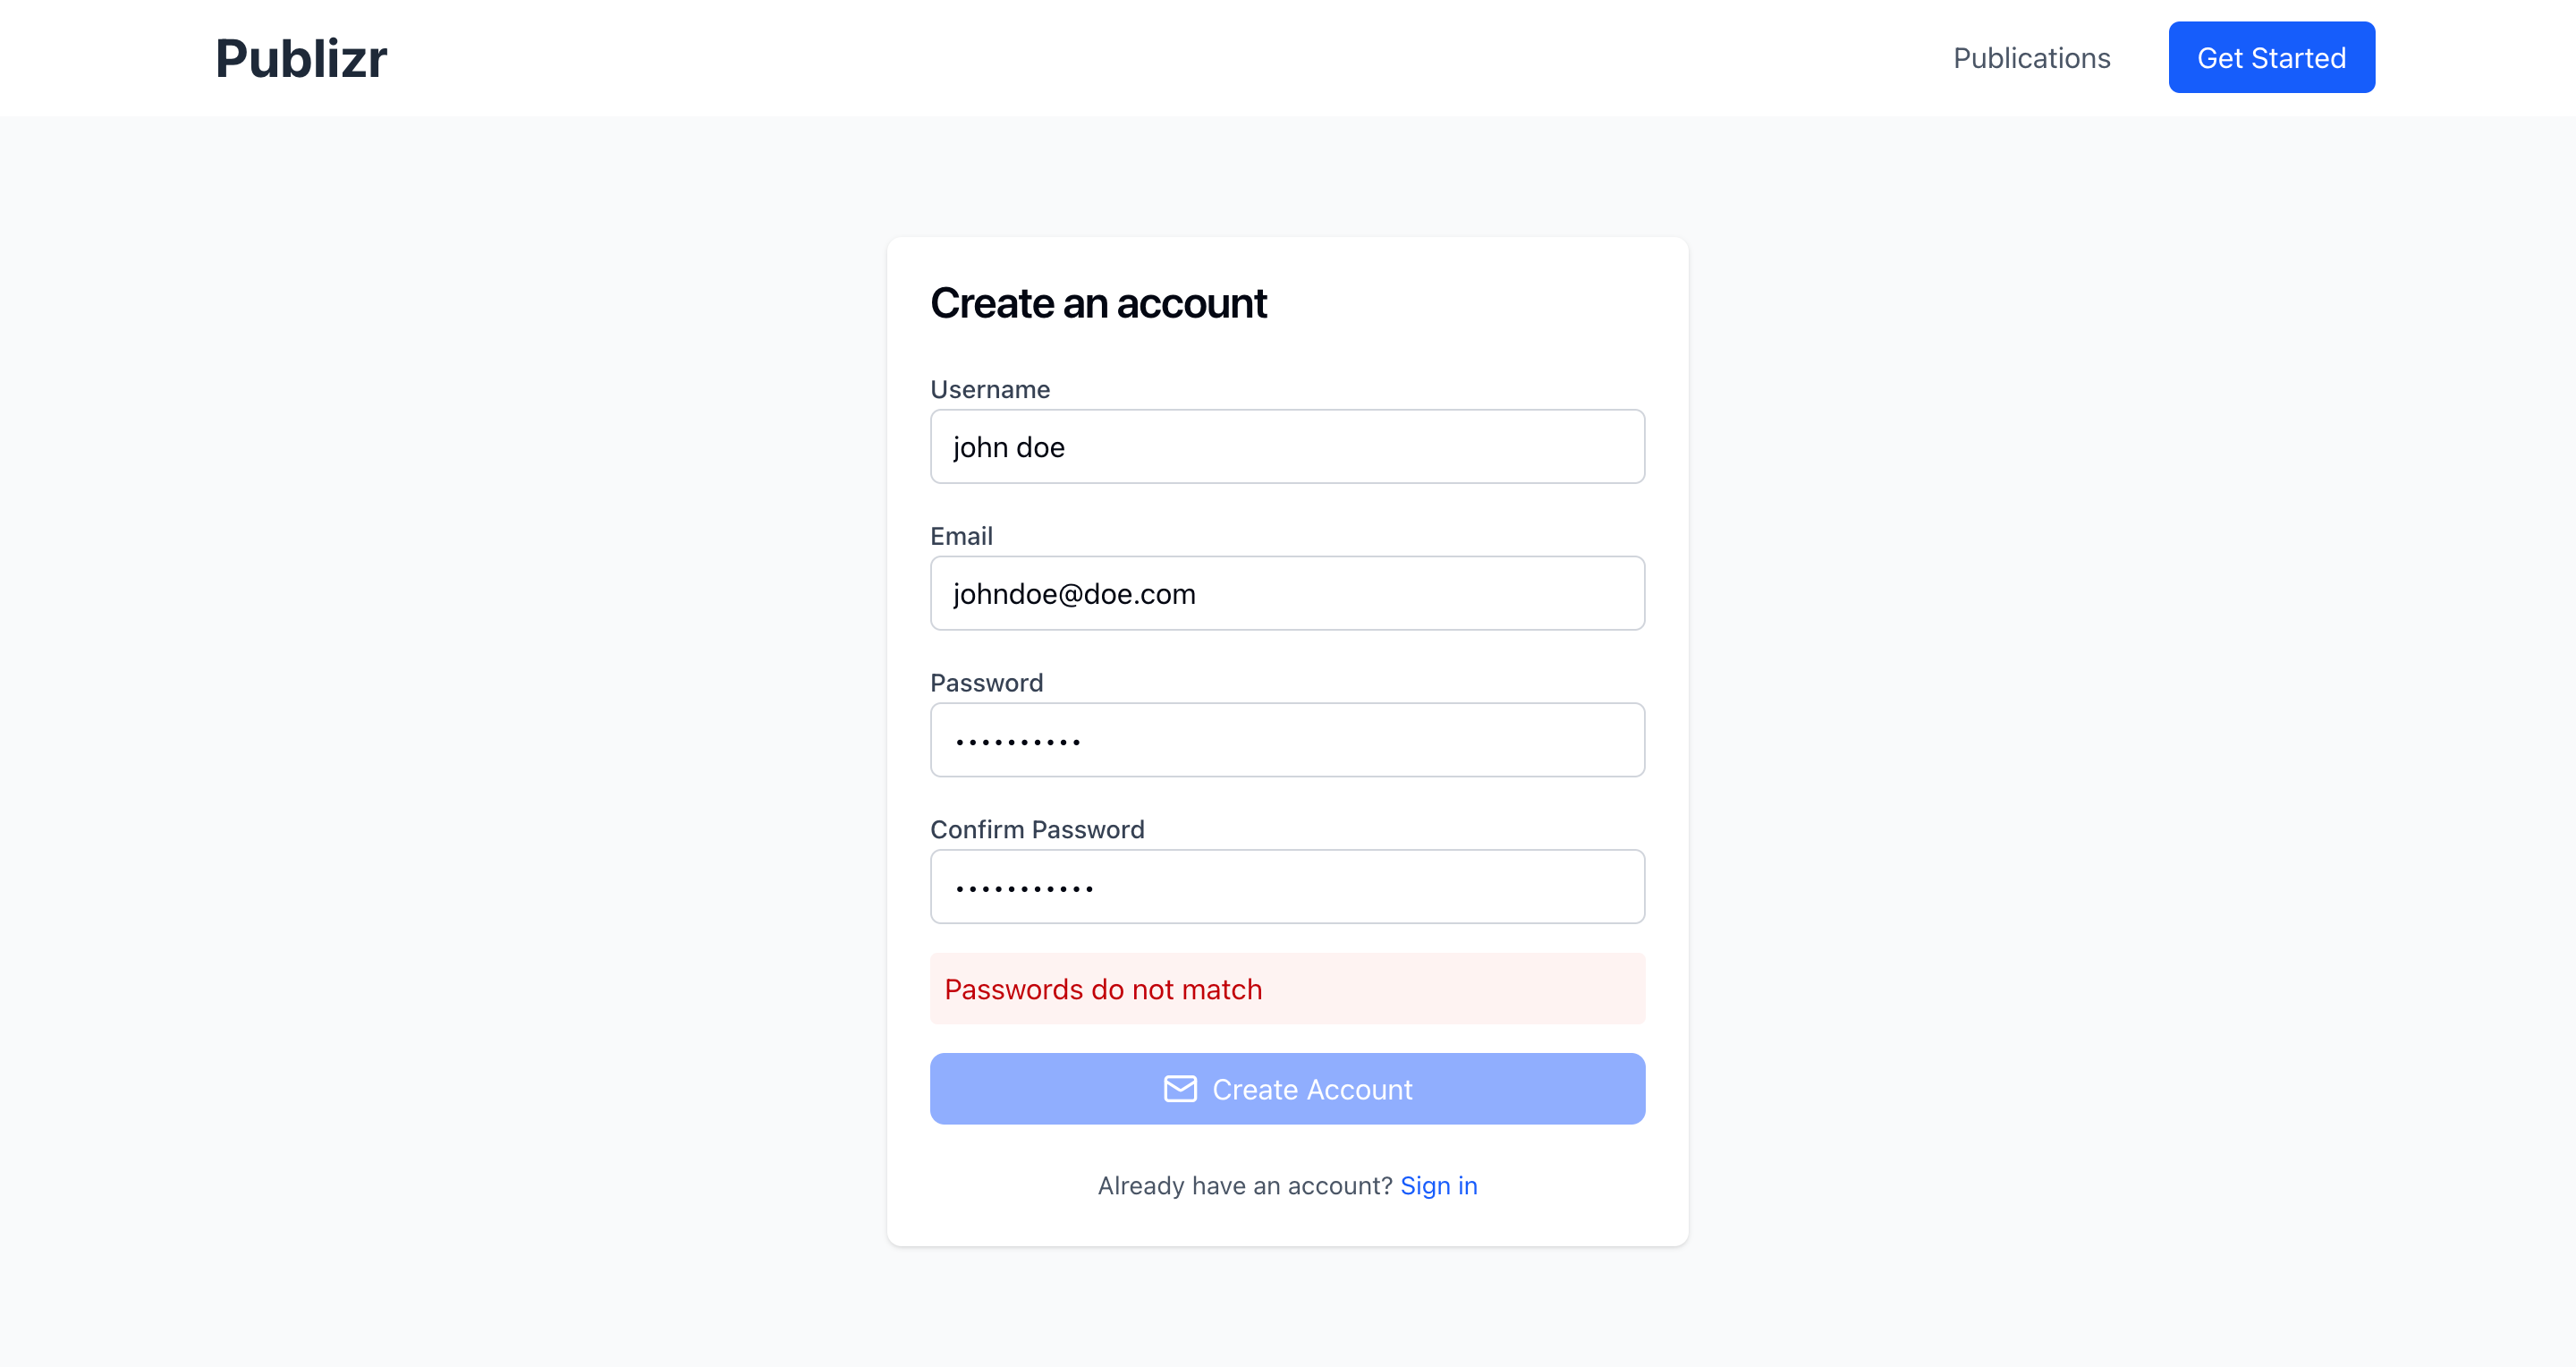 Publizr
Publications
Get Started
Create an account
Username
john doe
Email
johndoe@doe.com
Password
••••••••••
Confirm Password
•••••••••••
Passwords do not match
Create Account
Already have an account? Sign in